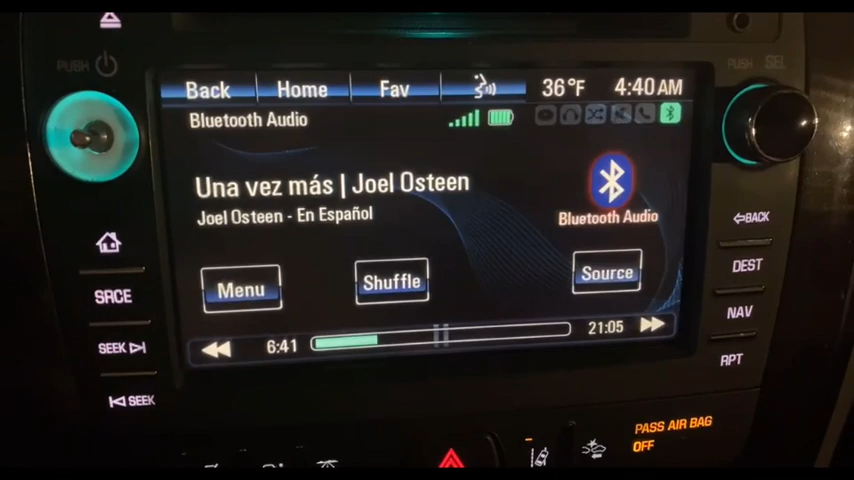 PUSH
PUSH SEL
Back Home Fav 36°F 4:40 AM
Bluetooth Audio
Una vez más | Joel Osteen
Joel Osteen - En Español
Bluetooth Audio
Menu Shuffle Source
6:41 21:05
SRCE
SEEK
SEEK
BACK
DEST
NAV
RPT
PASS AIR BAG
OFF